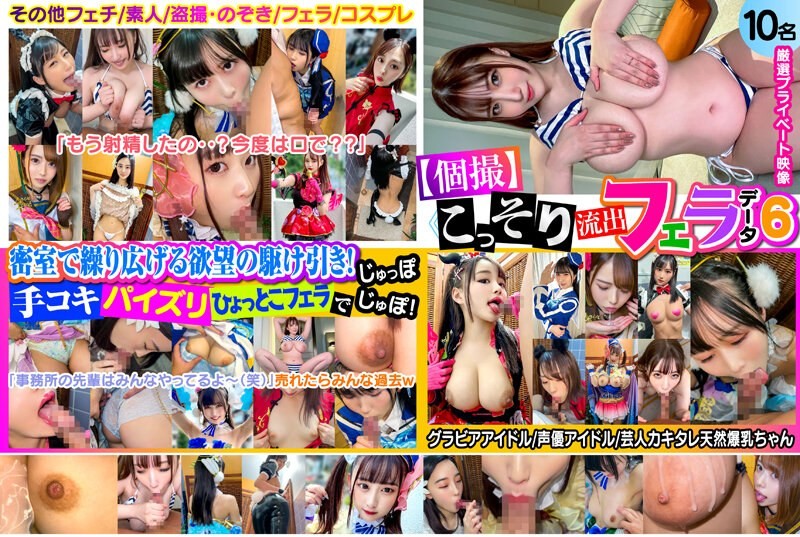 その他フェチ/素人/盗撮・のぞき/フェラ/コスプレ
「もう射精したの・・?今度は口で??」
密室で繰り広げる欲望の駆け引き!
手コキ パイズリ ひょっとこフェラで
じゅっぽ
じゅぽ!
「事務所の先輩はみんなやってるよ～(笑)」売れたらみんな過去w
10名
厳選プライベート映像
【個撮】
こっそり流出フェラデータ6
グラビアアイドル/声優アイドル/芸人カキタレ天然爆乳ちゃん